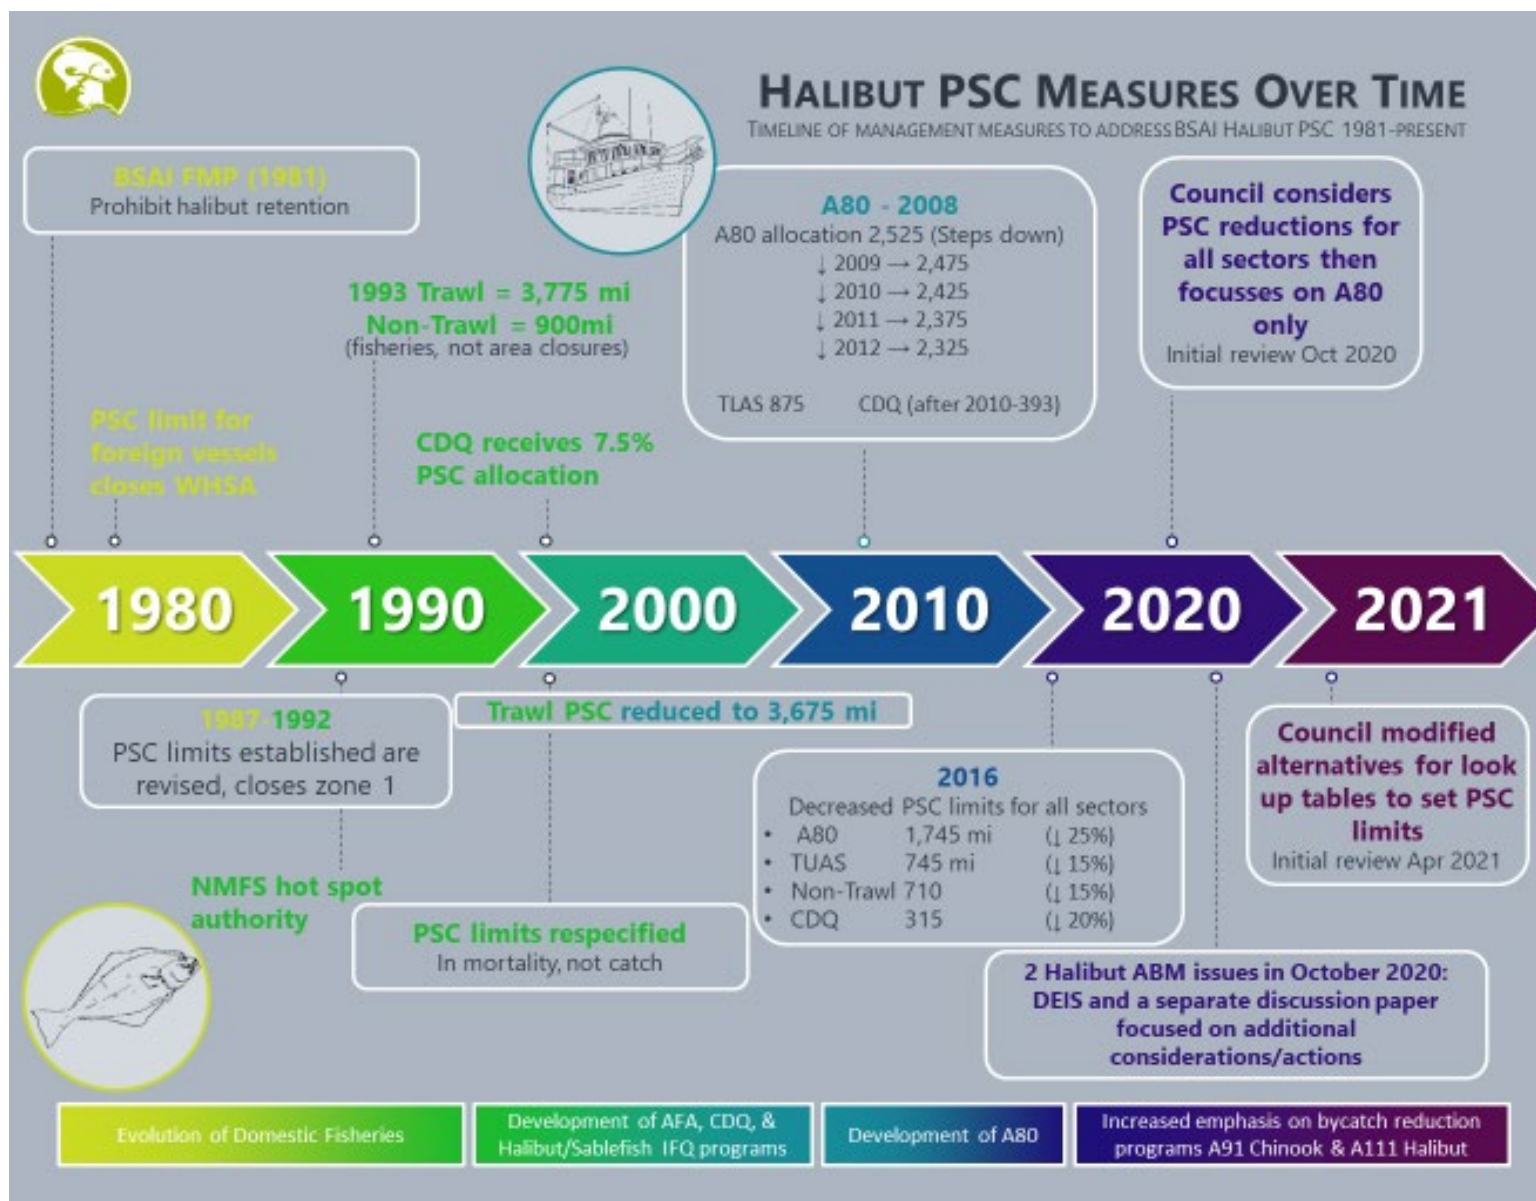 HALIBUT PSC MEASURES OVER TIME
TIMELINE OF MANAGEMENT MEASURES TO ADDRESS BSAI HALIBUT PSC 1981-PRESENT
BSAI FMP (1981)
Prohibit halibut retention
PSC limit for
foreign vessels
closes WHSA
1993 Trawl = 3,775 mi
Non-Trawl = 900mi
(fisheries, not area closures)
CDQ receives 7.5%
PSC allocation
A80 - 2008
A80 allocation 2,525 (Steps down)
↓ 2009 → 2,475
↓ 2010 → 2,425
↓ 2011 → 2,375
↓ 2012 → 2,325
TLAS 875 CDQ (after 2010-393)
Council considers
PSC reductions for
all sectors then
focusses on A80
only
Initial review Oct 2020
1980 1990 2000 2010 2020 2021
1987-1992
PSC limits established are
revised, closes zone 1
NMFS hot spot
authority
Trawl PSC reduced to 3,675 mi
PSC limits respecified
In mortality, not catch
2016
Decreased PSC limits for all sectors
• A80 1,745 mi (↓ 25%)
• TUAS 745 mi (↓ 15%)
• Non-Trawl 710 (↓ 15%)
• CDQ 315 (↓ 20%)
2 Halibut ABM issues in October 2020:
DEIS and a separate discussion paper
focused on additional
considerations/actions
Council modified
alternatives for look
up tables to set PSC
limits
Initial review Apr 2021
Evolution of Domestic Fisheries
Development of AFA, CDQ, &
Halibut/Sablefish IFQ programs
Development of A80
Increased emphasis on bycatch reduction
programs A91 Chinook & A111 Halibut